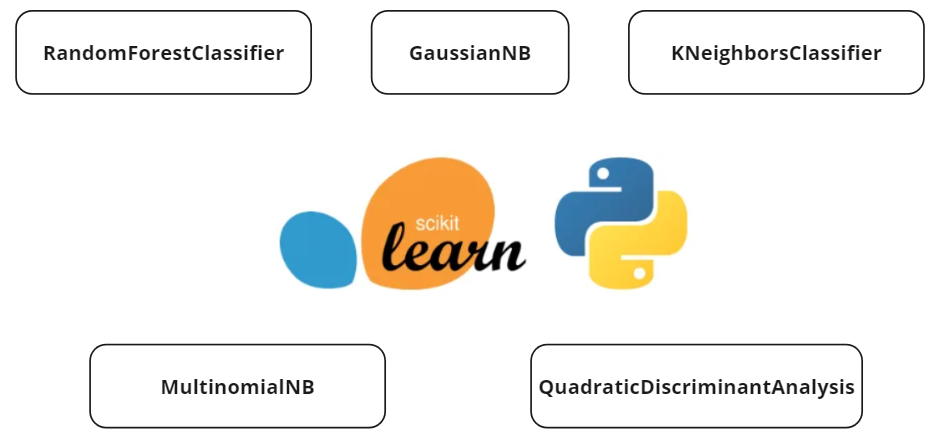 RandomForestClassifier
GaussianNB
KNeighborsClassifier
scikit
learn
MultinomialNB
QuadraticDiscriminantAnalysis